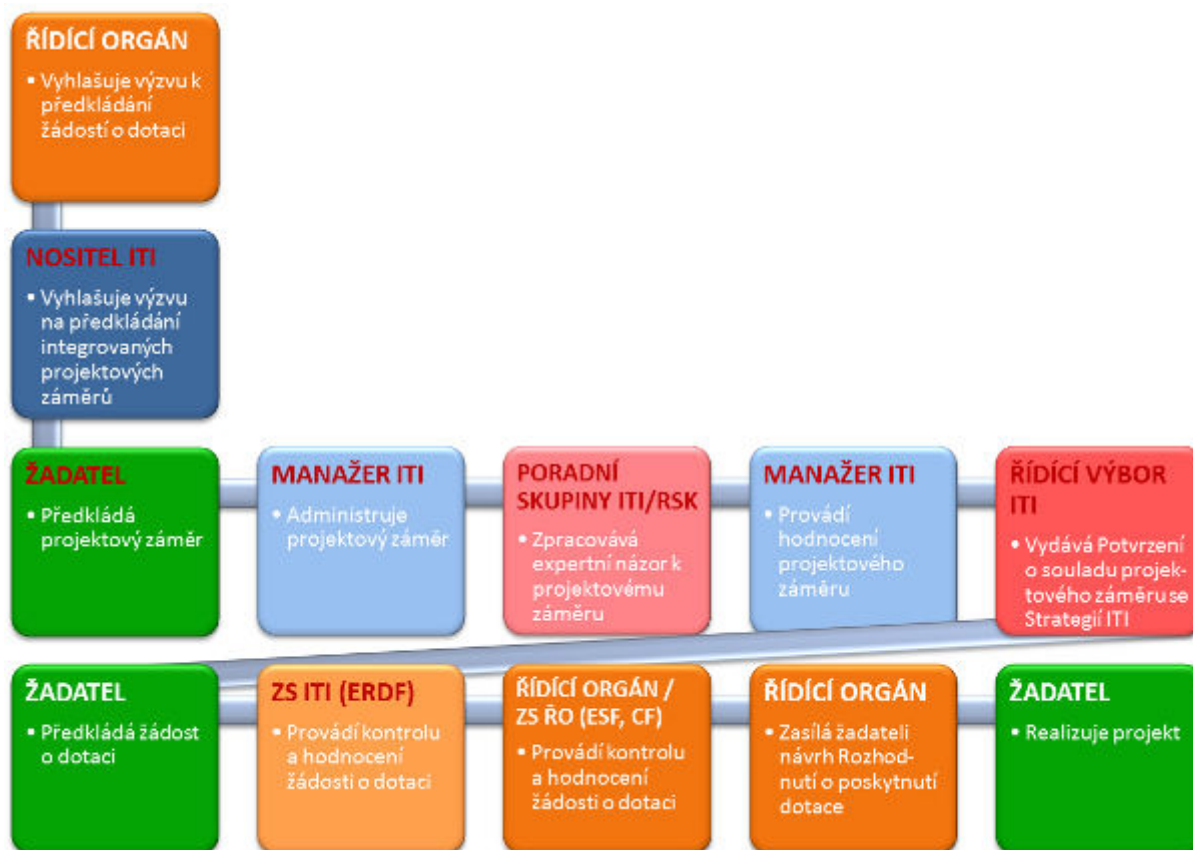 ŘÍDÍCÍ ORGÁN
▪ Vyhlašuje výzvu k
předkládání
žádostí o dotaci
NOSITEL ITI
▪ Vyhlašuje výzvu
na předkládání
integrovaných
projektových
záměrů
ŽADATEL
▪ Předkládá
projektový záměr
MANAŽER ITI
▪ Administruje
projektový záměr
PORADNÍ
SKUPINY ITI/RSK
▪ Zpracovává
expertní názor k
projektovému
záměru
MANAŽER ITI
▪ Provádí
hodnocení
projektového
záměru
ŘÍDÍCÍ VÝBOR
ITI
▪ Vydává Potvrzení
o souladu projek-
tového záměru se
Strategií ITI
ŽADATEL
▪ Předkládá žádost
o dotaci
ZS ITI (ERDF)
▪ Provádí kontrolu
a hodnocení
žádosti o dotaci
ŘÍDÍCÍ ORGÁN /
ZS ŘO (ESF, CF)
▪ Provádí kontrolu
a hodnocení
žádosti o dotaci
ŘÍDÍCÍ ORGÁN
▪ Zasílá žadateli
návrh Rozhod-
nutí o poskytnutí
dotace
ŽADATEL
▪ Realizuje projekt